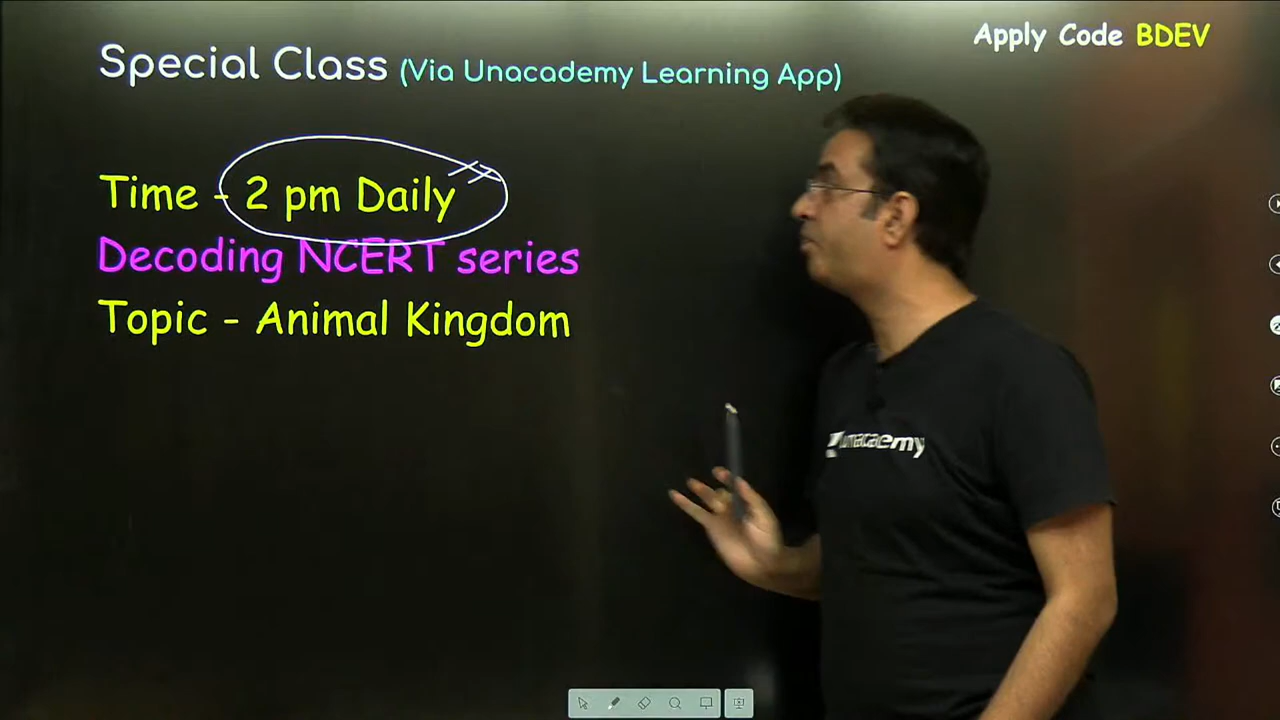 Apply Code BDEV
Special Class (Via Unacademy Learning App)
Time - 2 pm Daily
Decoding NCERT series
Topic - Animal Kingdom
unacademy